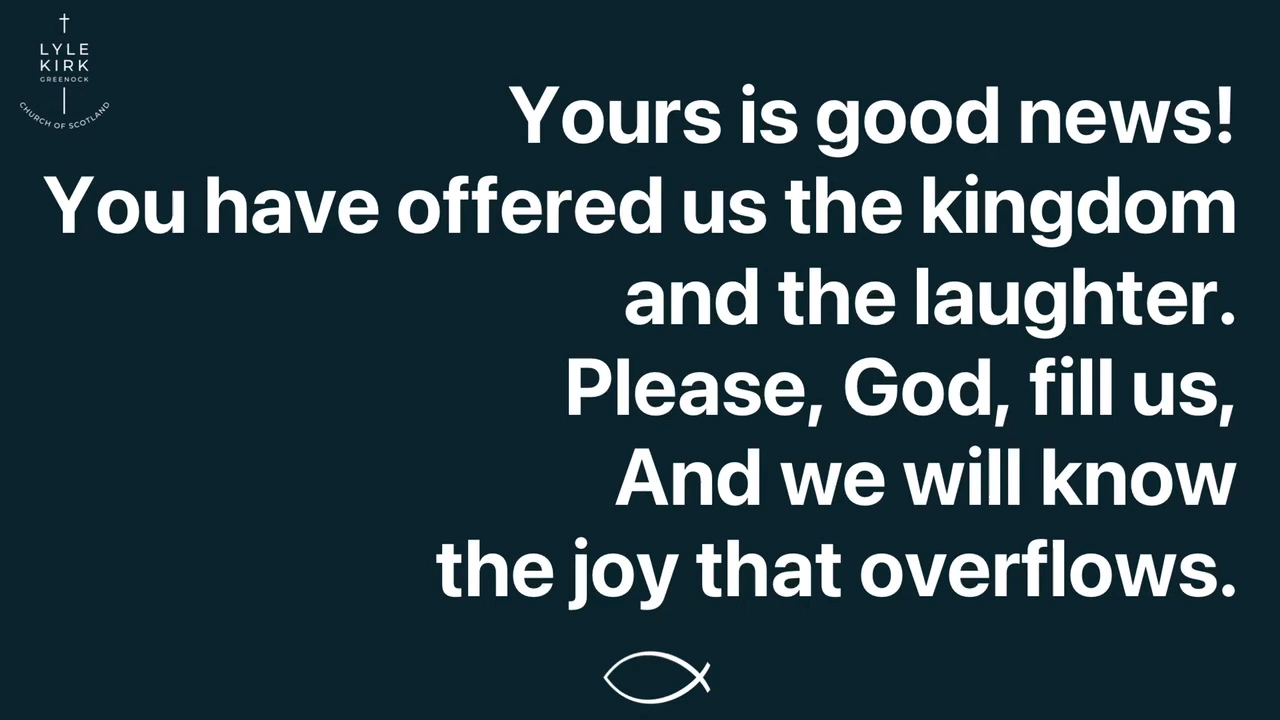 LYLE
KIRK
GREENOCK
CHURCH OF SCOTLAND
Yours is good news!
You have offered us the kingdom
and the laughter.
Please, God, fill us,
And we will know
the joy that overflows.